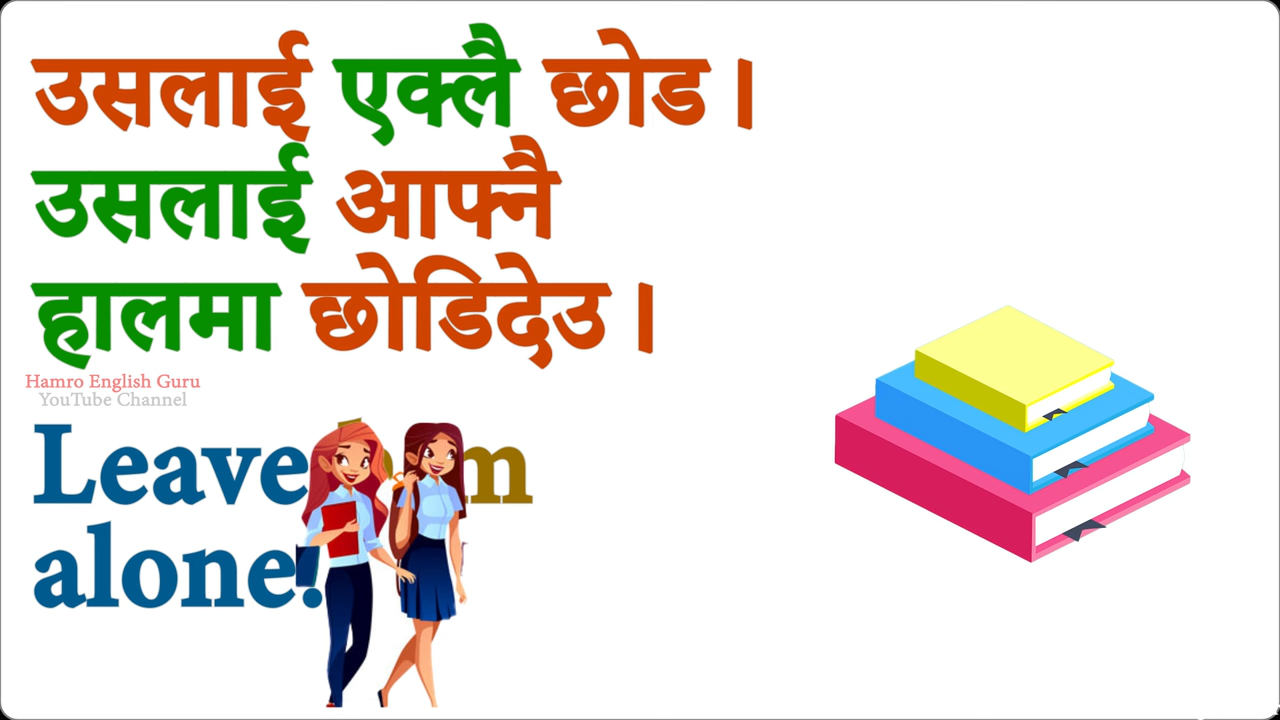 उसलाई एक्लै छोड ।
उसलाई आफ्नै
हालमा छोडिदेउ ।
Hamro English Guru
YouTube Channel
Leave
alone.